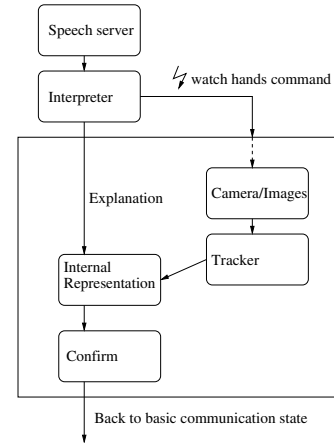 Speech server
watch hands command
Interpreter
Camera/Images
Explanation
Tracker
Internal
Representation
Confirm
Back to basic communication state